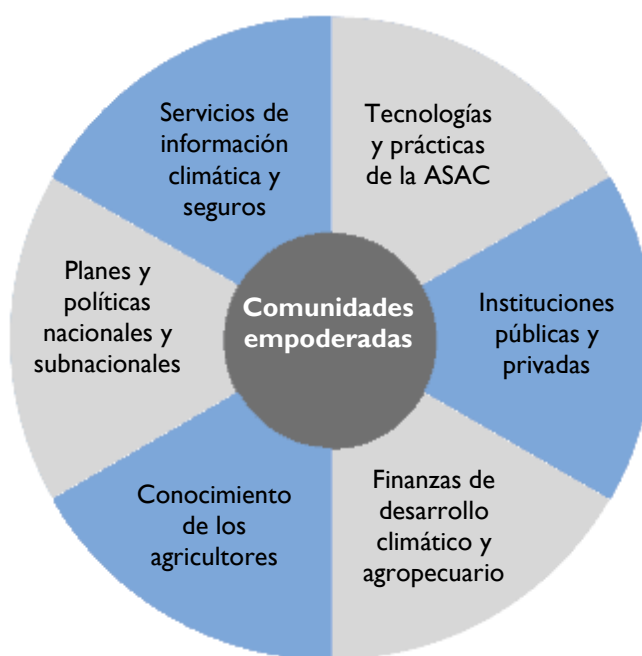 Servicios de
información
climática y
seguros
Tecnologías
y prácticas
de la ASAC
Planes y
políticas
nacionales y
subnacionales
Comunidades
empoderadas
Instituciones
públicas y
privadas
Conocimiento
de los
agricultores
Finanzas de
desarrollo
climático y
agropecuario